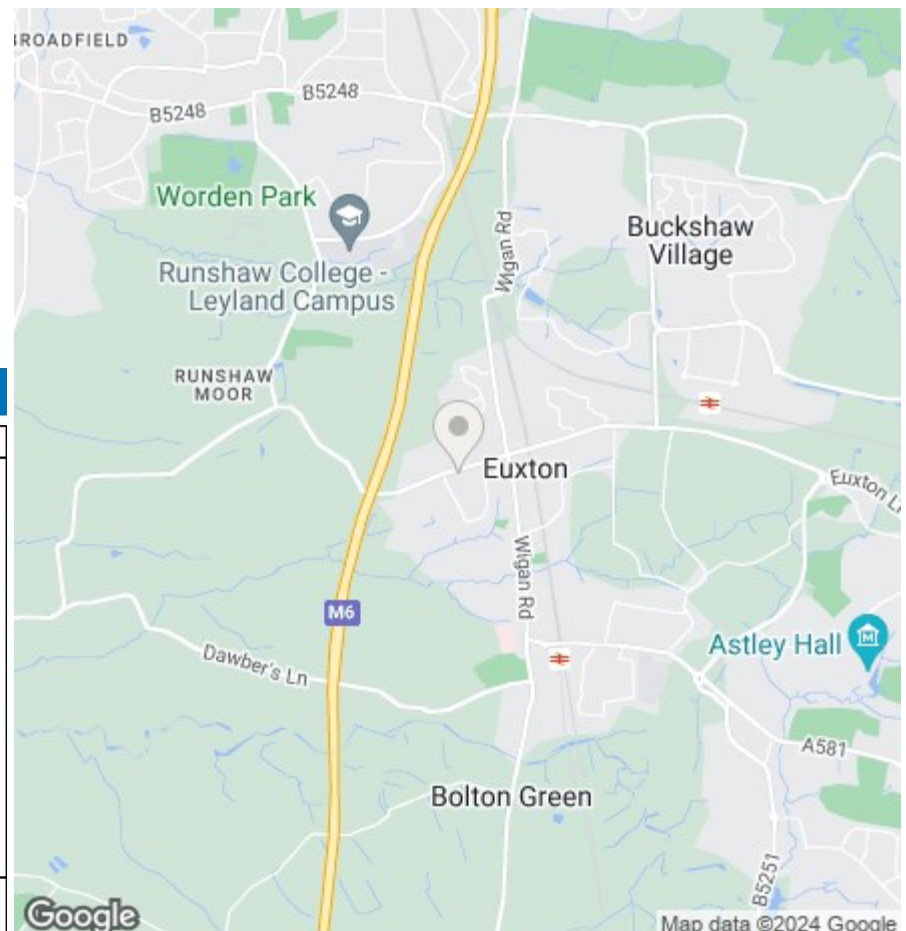 BROADFIELD
B5248
B5248
Worden Park
Runshaw College -
Leyland Campus
Wigan Rd
Buckshaw
Village
RUNSHAW
MOOR
Euxton
Euxton Ln
Wigan Rd
M6
Dawber's Ln
Astley Hall
A581
Bolton Green
B5251
Google
Map data ©2024 Google